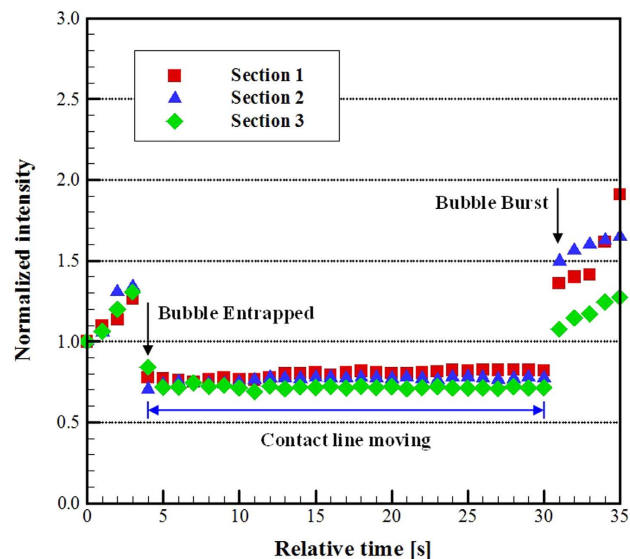 3.0
2.5
2.0
1.5
1.0
0.5
0.0
Normalized intensity
Section 1
Section 2
Section 3
Bubble Burst
Bubble Entrapped
Contact line moving
0 5 10 15 20 25 30 35
Relative time [s]